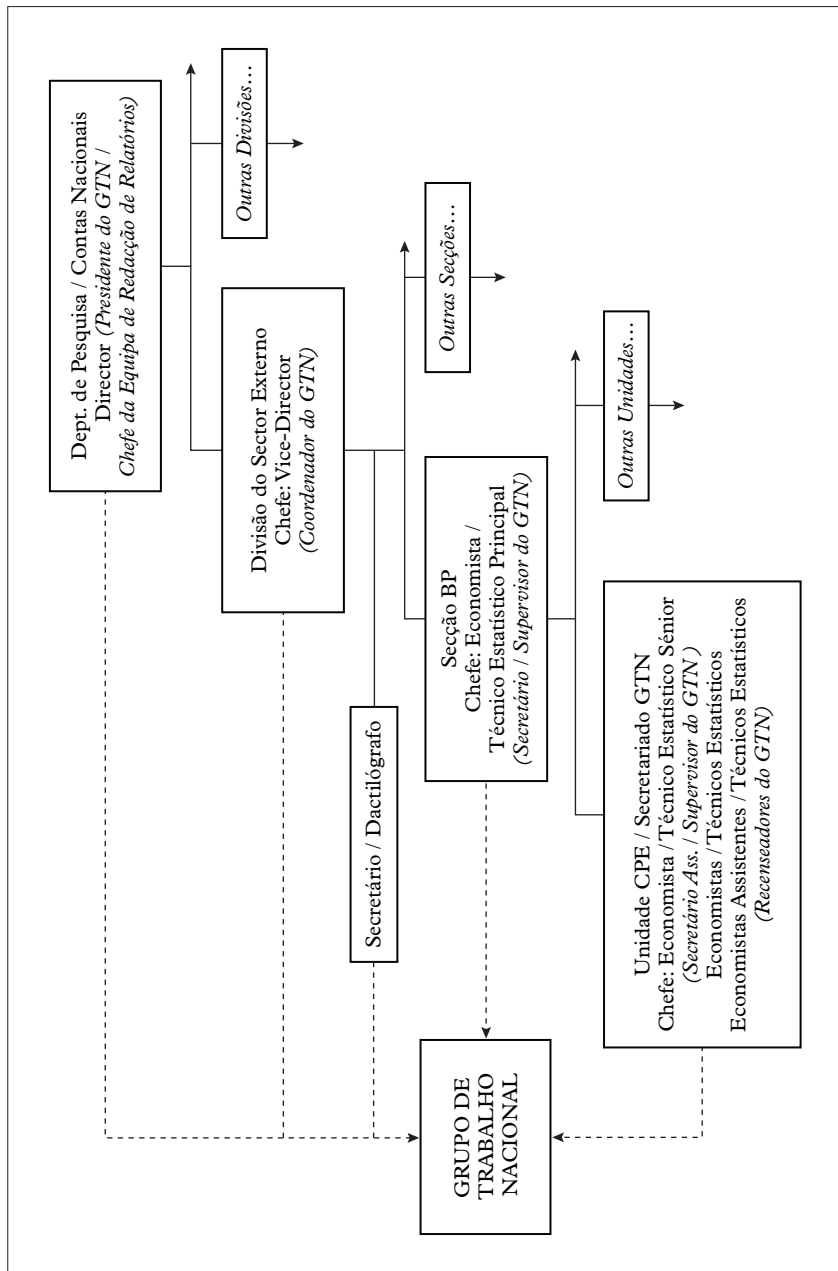 Dept. de Pesquisa / Contas Nacionais
Director (Presidente do GTN /
Chefe da Equipa de Redacção de Relatórios)
Outras Divisões…
Divisão do Sector Externo
Chefe: Vice-Director
(Coordenador do GTN)
Secretário / Dactilógrafo
Outras Secções…
Secção BP
Chefe: Economista /
Técnico Estatístico Principal
(Secretário / Supervisor do GTN)
Outras Unidades…
Unidade CPE / Secretariado GTN
Chefe: Economista / Técnico Estatístico Sénior
(Secretário Ass. / Supervisor do GTN )
Economistas / Técnicos Estatísticos
Economistas Assistentes / Técnicos Estatísticos
(Recenseadores do GTN)
GRUPO DE
TRABALHO
NACIONAL